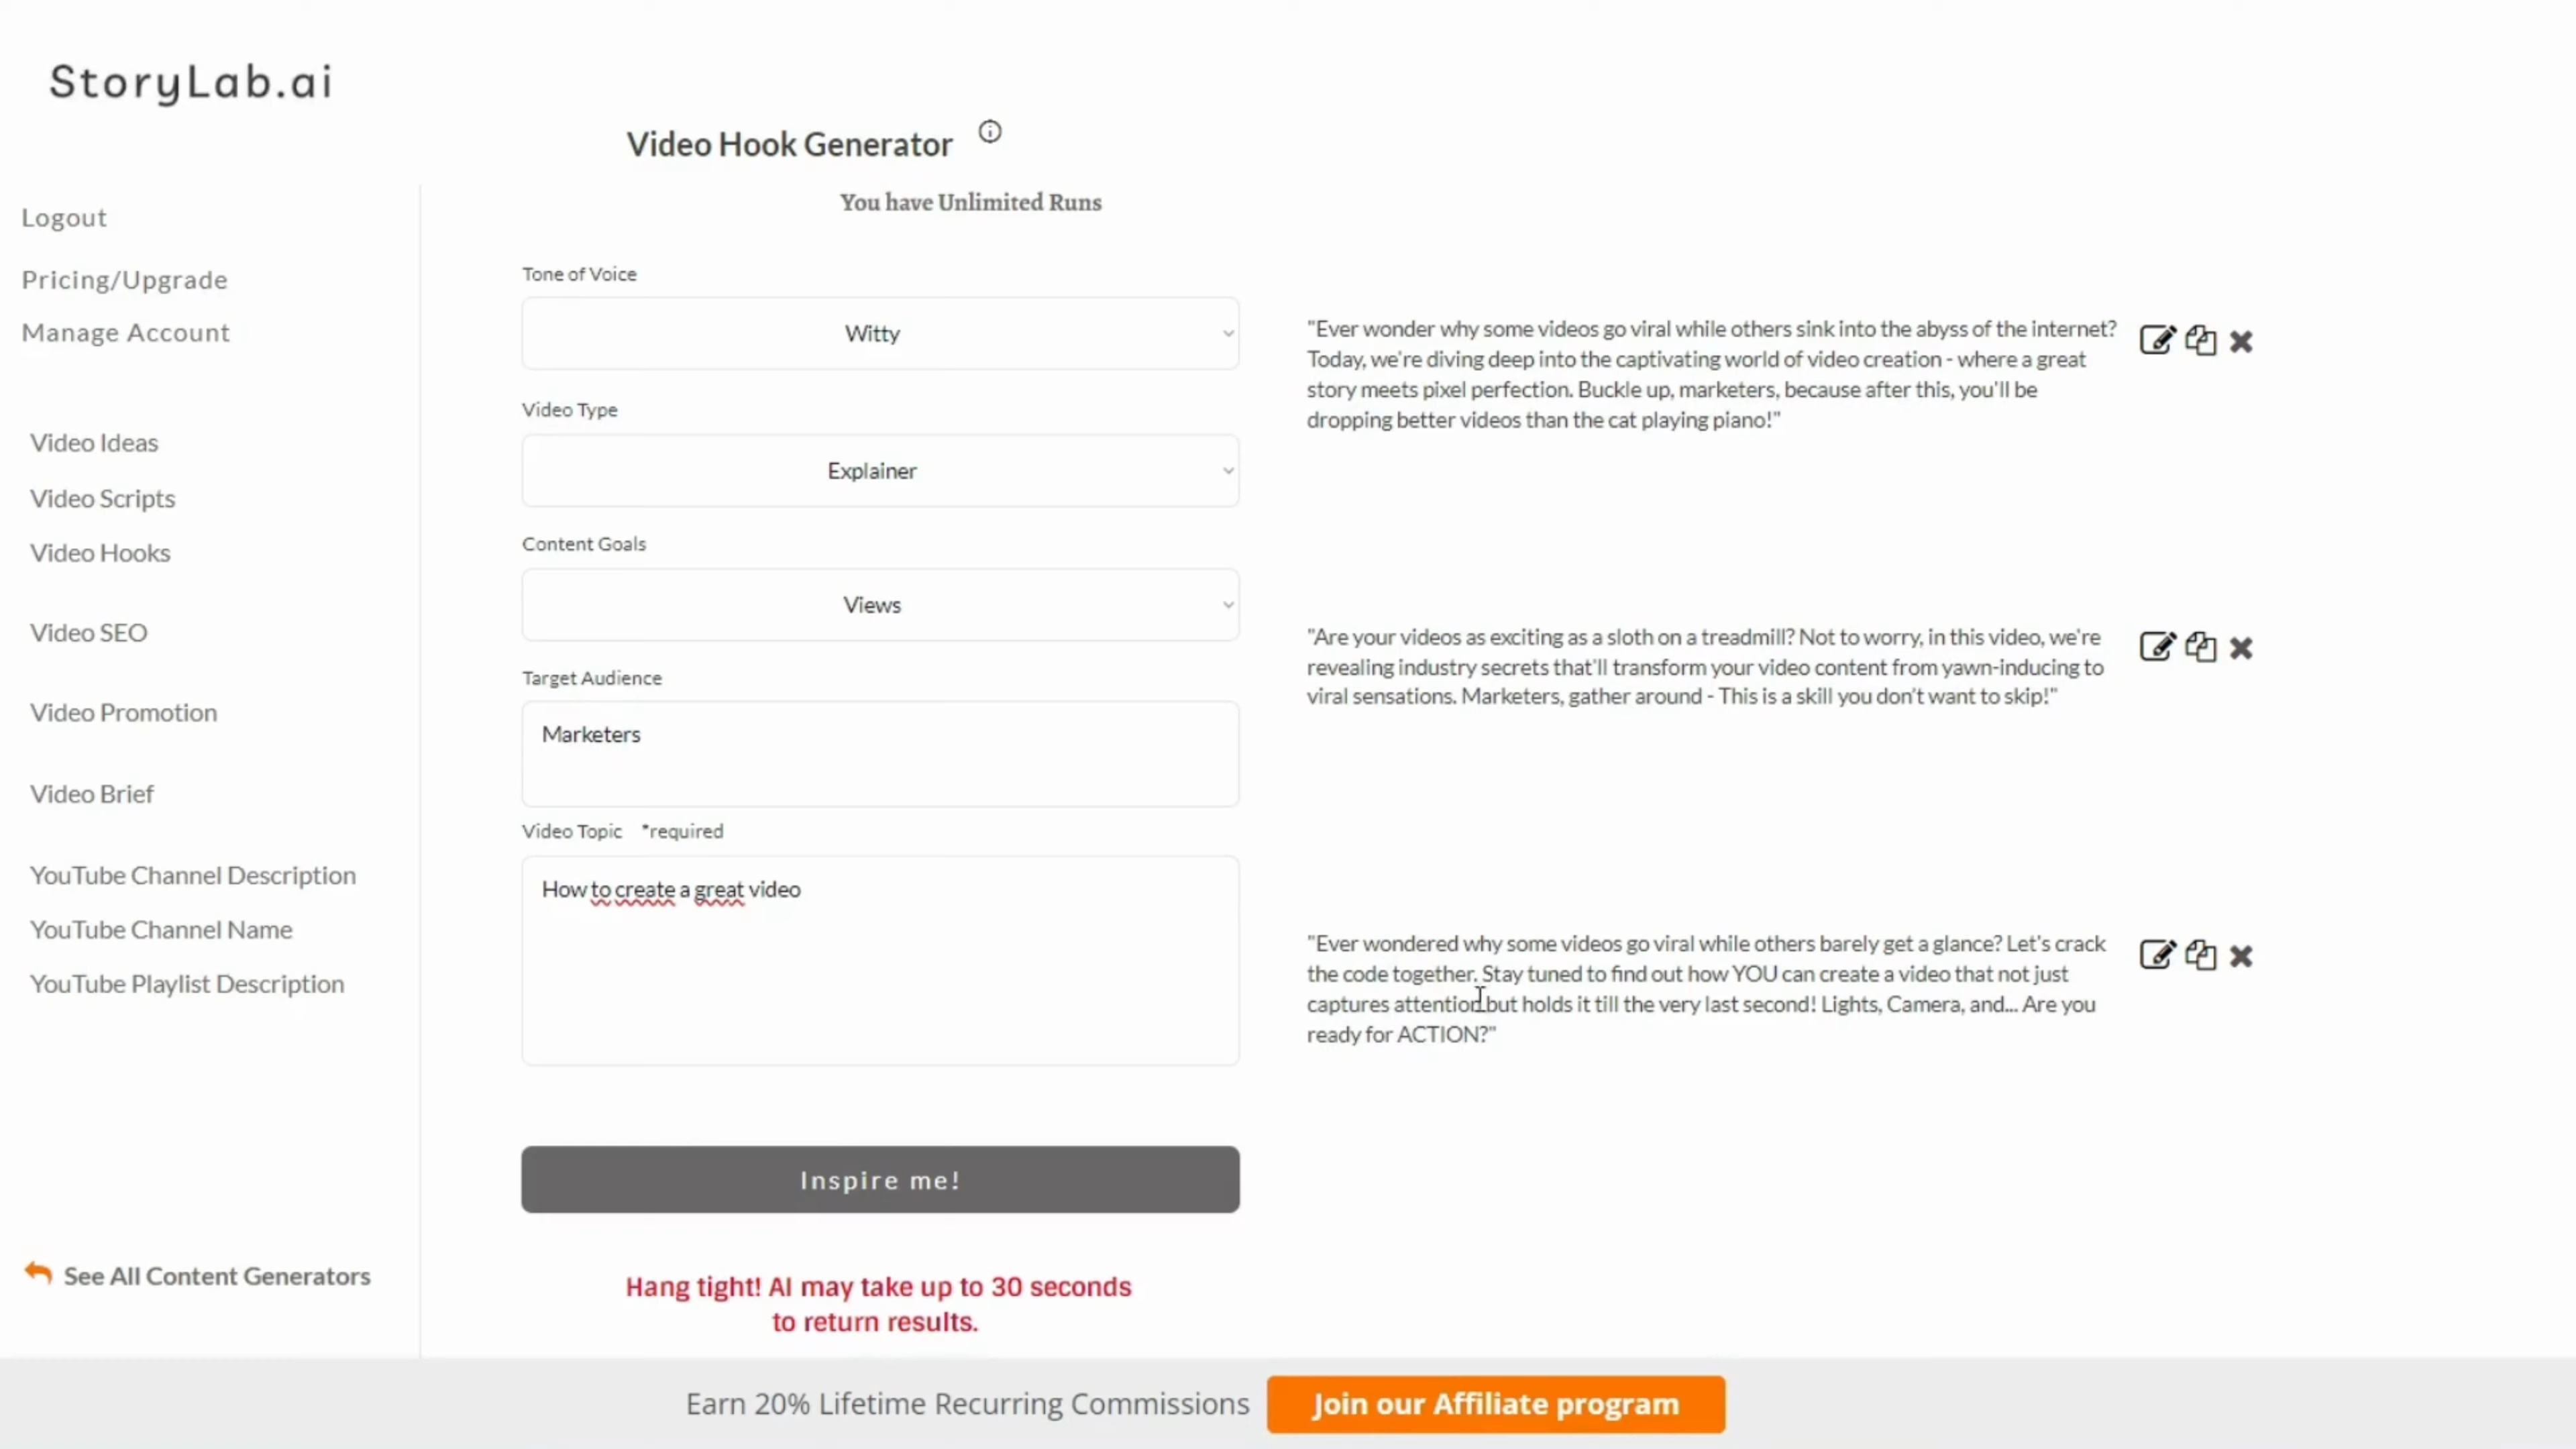 StoryLab.ai
Video Hook Generator
You have Unlimited Runs
Logout
Pricing/Upgrade
Manage Account
Video Ideas
Video Scripts
Video Hooks
Video SEO
Video Promotion
Video Brief
YouTube Channel Description
YouTube Channel Name
YouTube Playlist Description
See All Content Generators
Tone of Voice
Witty
Video Type
Explainer
Content Goals
Views
Target Audience
Marketers
Video Topic *required
How to create a great video
Inspire me!
Hang tight! AI may take up to 30 seconds
to return results.
"Ever wonder why some videos go viral while others sink into the abyss of the internet?
Today, we're diving deep into the captivating world of video creation - where a great
story meets pixel perfection. Buckle up, marketers, because after this, you'll be
dropping better videos than the cat playing piano!"
"Are your videos as exciting as a sloth on a treadmill? Not to worry, in this video, we're
revealing industry secrets that'll transform your video content from yawn-inducing to
viral sensations. Marketers, gather around - This is a skill you don't want to skip!"
"Ever wondered why some videos go viral while others barely get a glance? Let's crack
the code together. Stay tuned to find out how YOU can create a video that not just
captures attention but holds it till the very last second! Lights, Camera, and... Are you
ready for ACTION?"
Earn 20% Lifetime Recurring Commissions
Join our Affiliate program